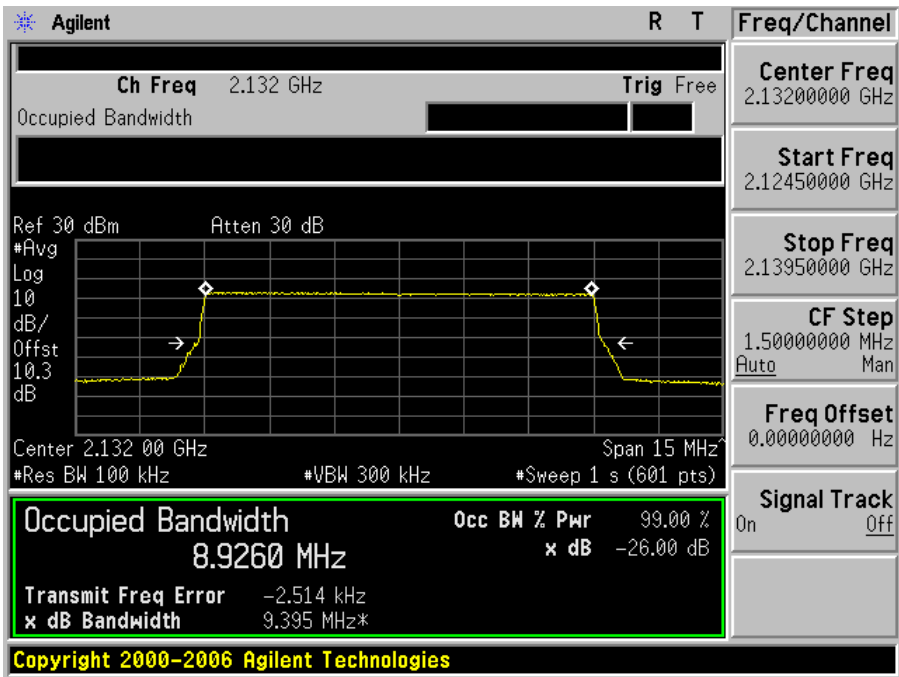 Agilent R T
Ch Freq 2.132 GHz Trig Free
Occupied Bandwidth
Ref 30 dBm Atten 30 dB
#Avg
Log
10
dB/
Offst
10.3
dB
Center 2.132 00 GHz Span 15 MHz^
#Res BW 100 kHz #VBW 300 kHz #Sweep 1 s (601 pts)
Occupied Bandwidth Occ BW % Pwr 99.00 %
8.9260 MHz x dB -26.00 dB
Transmit Freq Error -2.514 kHz
x dB Bandwidth 9.395 MHz*
Copyright 2000-2006 Agilent Technologies
Freq/Channel
Center Freq
2.13200000 GHz
Start Freq
2.12450000 GHz
Stop Freq
2.13950000 GHz
CF Step
1.50000000 MHz
Auto Man
Freq Offset
0.00000000 Hz
Signal Track
On Off